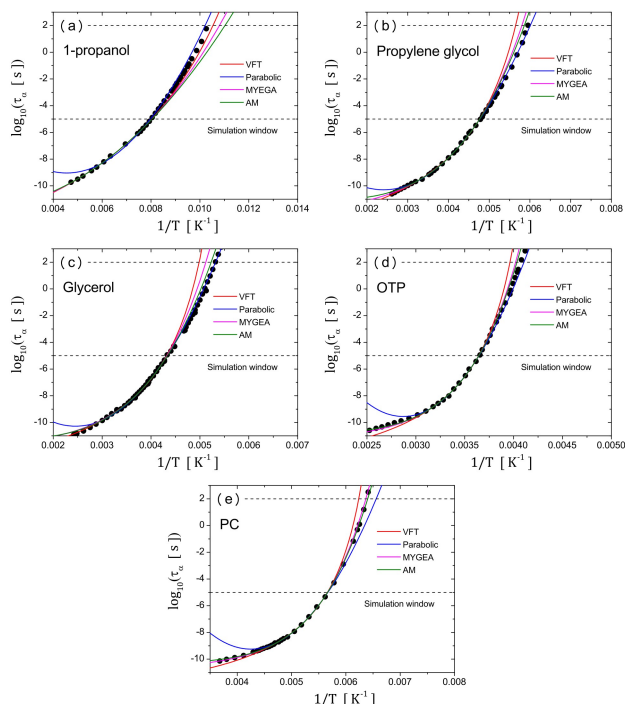 (a)
1-propanol
VFT
Parabolic
MYEGA
AM
Simulation window
log10(τα [s])
2
0
-2
-4
-6
-8
-10
0.004 0.006 0.008 0.010 0.012 0.014
1/T [K-1]
(b)
Propylene glycol
VFT
Parabolic
MYGEA
AM
Simulation window
log10(τα [s])
2
0
-2
-4
-6
-8
-10
0.002 0.003 0.004 0.005 0.006 0.007 0.008
1/T [K-1]
(c)
Glycerol
VFT
Parabolic
MYGEA
AM
Simulation window
log10(τα [s])
2
0
-2
-4
-6
-8
-10
0.002 0.003 0.004 0.005 0.006 0.007
1/T [K-1]
(d)
OTP
VFT
Parabolic
MYGEA
AM
Simulation window
log10(τα [s])
2
0
-2
-4
-6
-8
-10
0.0025 0.0030 0.0035 0.0040 0.0045 0.0050
1/T [K-1]
(e)
PC
VFT
Parabolic
MYGEA
AM
Simulation window
log10(τα [s])
2
0
-2
-4
-6
-8
-10
0.004 0.005 0.006 0.007 0.008
1/T [K-1]